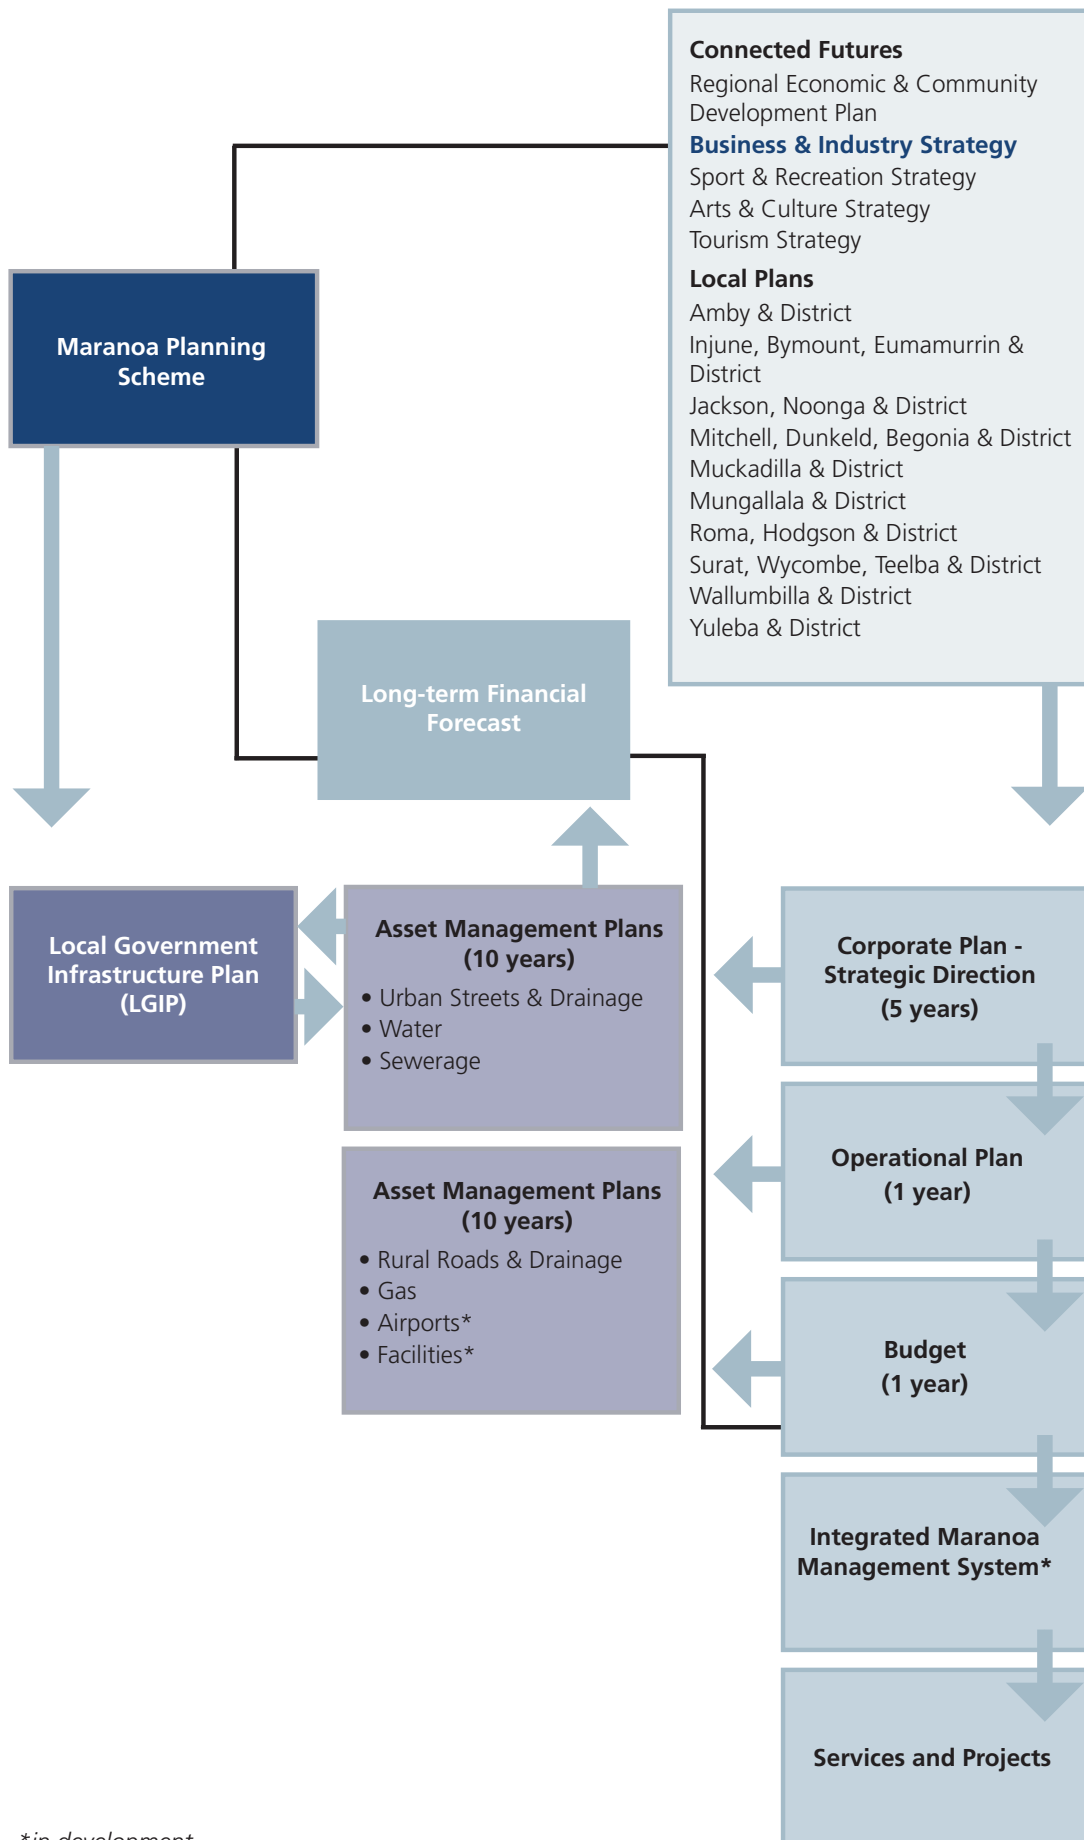 Connected Futures
Regional Economic & Community
Development Plan
Business & Industry Strategy
Sport & Recreation Strategy
Arts & Culture Strategy
Tourism Strategy
Local Plans
Amby & District
Injune, Bymount, Eumamurrin &
District
Jackson, Noonga & District
Mitchell, Dunkeld, Begonia & District
Muckadilla & District
Mungallala & District
Roma, Hodgson & District
Surat, Wycombe, Teelba & District
Wallumbilla & District
Yuleba & District
Maranoa Planning
Scheme
Long-term Financial
Forecast
Local Government
Infrastructure Plan
(LGIP)
Asset Management Plans
(10 years)
• Urban Streets & Drainage
• Water
• Sewerage
Asset Management Plans
(10 years)
• Rural Roads & Drainage
• Gas
• Airports*
• Facilities*
Corporate Plan -
Strategic Direction
(5 years)
Operational Plan
(1 year)
Budget
(1 year)
Integrated Maranoa
Management System*
Services and Projects
*in development